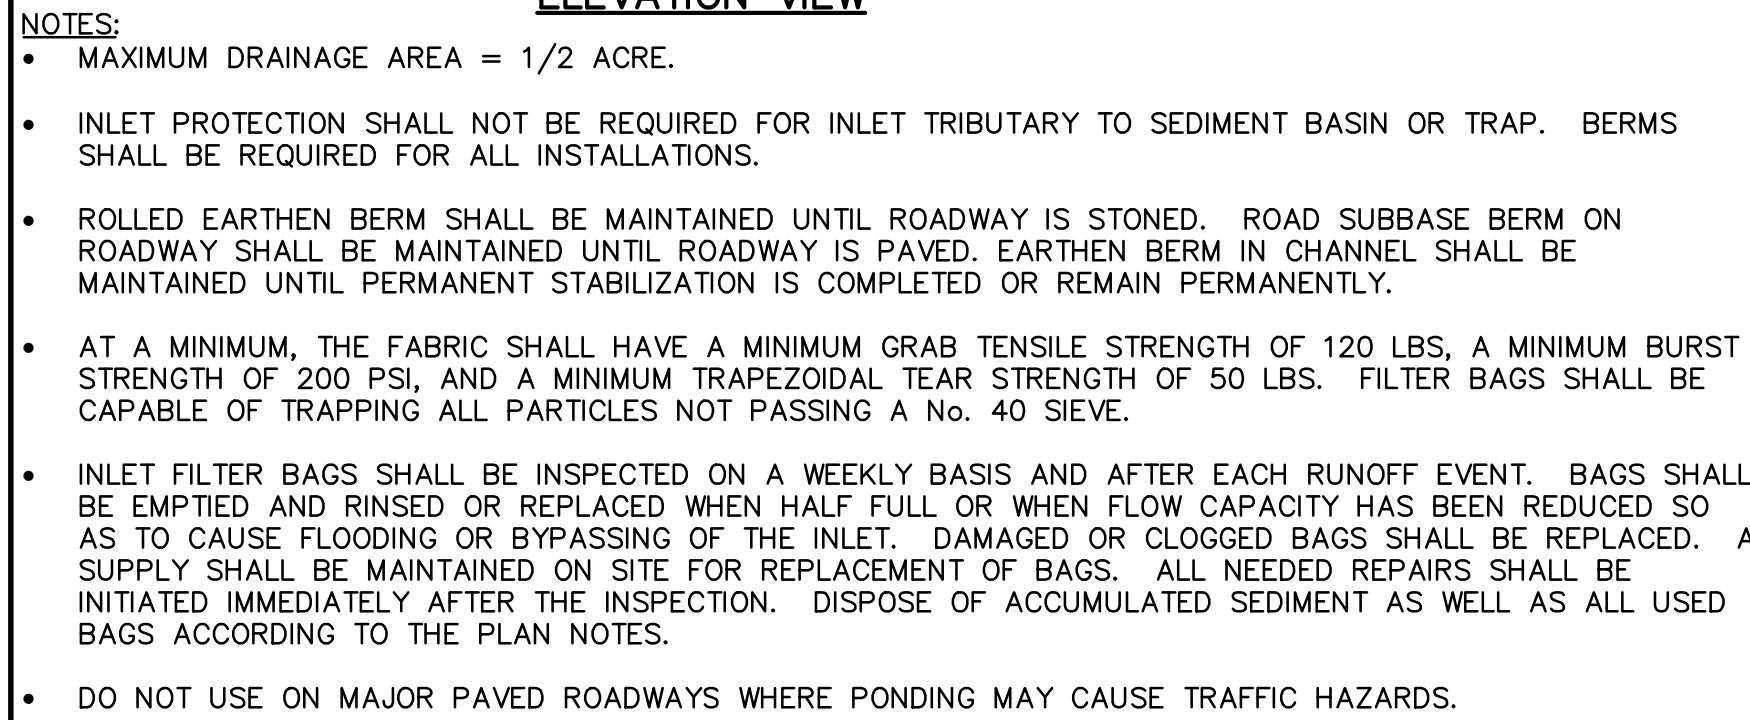 ELEVATION VIEW
NOTES:
• MAXIMUM DRAINAGE AREA = 1/2 ACRE.
• INLET PROTECTION SHALL NOT BE REQUIRED FOR INLET TRIBUTARY TO SEDIMENT BASIN OR TRAP. BERMS
SHALL BE REQUIRED FOR ALL INSTALLATIONS.
• ROLLED EARTHEN BERM SHALL BE MAINTAINED UNTIL ROADWAY IS STONED. ROAD SUBBASE BERM ON
ROADWAY SHALL BE MAINTAINED UNTIL ROADWAY IS PAVED. EARTHEN BERM IN CHANNEL SHALL BE
MAINTAINED UNTIL PERMANENT STABILIZATION IS COMPLETED OR REMAIN PERMANENTLY.
• AT A MINIMUM, THE FABRIC SHALL HAVE A MINIMUM GRAB TENSILE STRENGTH OF 120 LBS, A MINIMUM BURST
STRENGTH OF 200 PSI, AND A MINIMUM TRAPEZOIDAL TEAR STRENGTH OF 50 LBS. FILTER BAGS SHALL BE
CAPABLE OF TRAPPING ALL PARTICLES NOT PASSING A No. 40 SIEVE.
• INLET FILTER BAGS SHALL BE INSPECTED ON A WEEKLY BASIS AND AFTER EACH RUNOFF EVENT. BAGS SHALL
BE EMPTIED AND RINSED OR REPLACED WHEN HALF FULL OR WHEN FLOW CAPACITY HAS BEEN REDUCED SO
AS TO CAUSE FLOODING OR BYPASSING OF THE INLET. DAMAGED OR CLOGGED BAGS SHALL BE REPLACED. A
SUPPLY SHALL BE MAINTAINED ON SITE FOR REPLACEMENT OF BAGS. ALL NEEDED REPAIRS SHALL BE
INITIATED IMMEDIATELY AFTER THE INSPECTION. DISPOSE OF ACCUMULATED SEDIMENT AS WELL AS ALL USED
BAGS ACCORDING TO THE PLAN NOTES.
• DO NOT USE ON MAJOR PAVED ROADWAYS WHERE PONDING MAY CAUSE TRAFFIC HAZARDS.